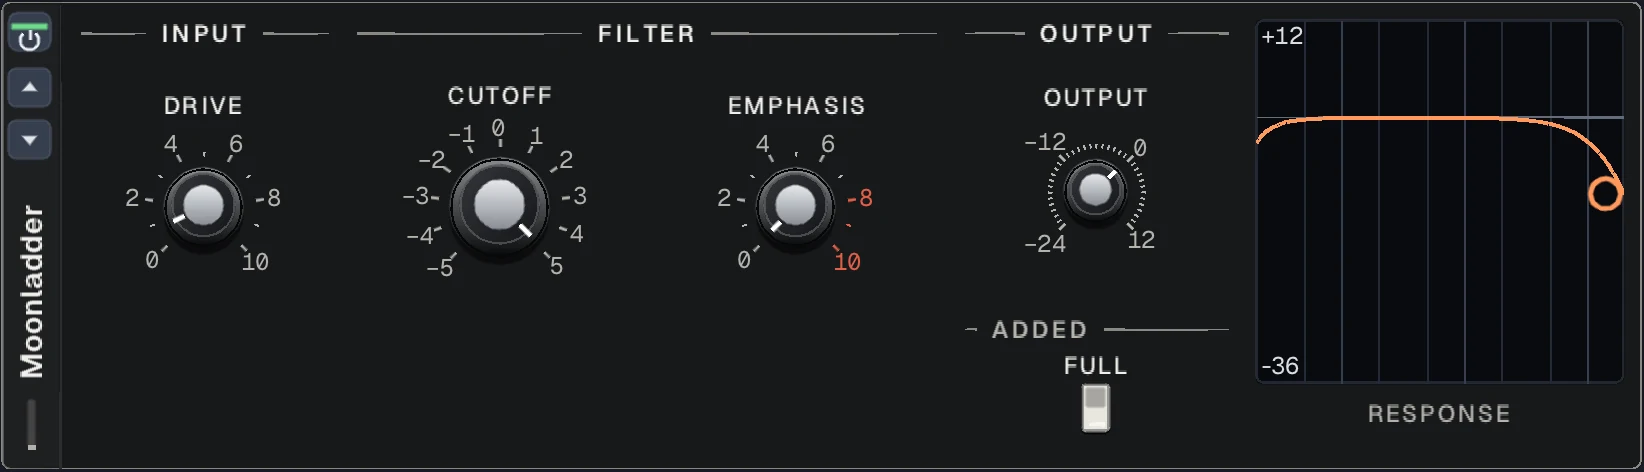 INPUT
FILTER
OUTPUT
DRIVE
0
2
4
6
8
10
CUTOFF
-5
-4
-3
-2
-1
0
1
2
3
4
5
EMPHASIS
0
2
4
6
8
10
OUTPUT
-24
-12
0
12
ADDED
FULL
+12
-36
RESPONSE
Moonladder